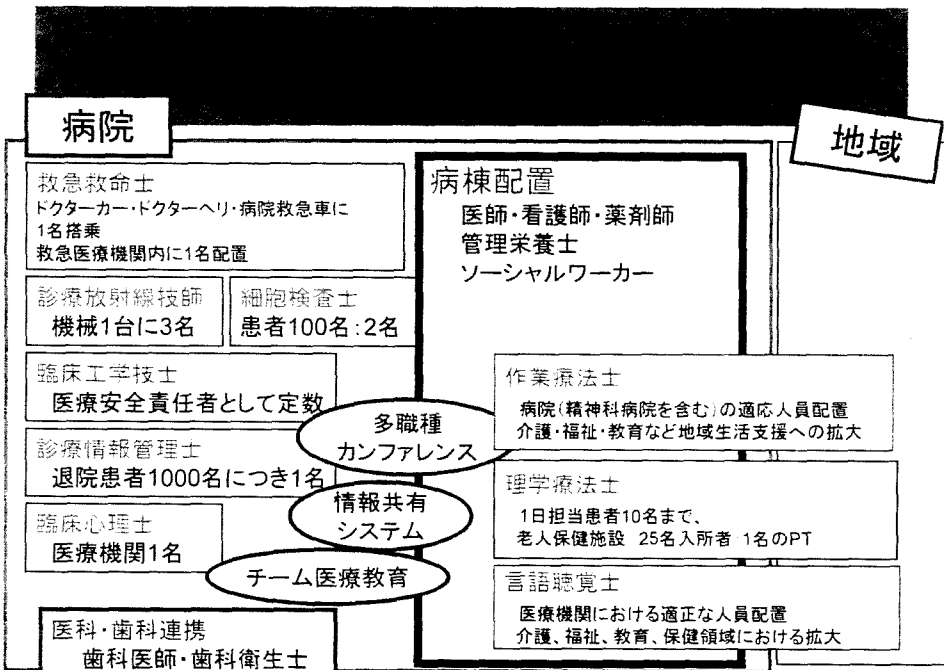 病院
地域
救急救命士
ドクターカー・ドクターヘリ・病院救急車に
1名搭乗
救急医療機関内に1名配置
診療放射線技師
機械1台に3名
細胞検査士
患者100名:2名
臨床工学技士
医療安全責任者として定数
診療情報管理士
退院患者1000名につき1名
臨床心理士
医療機関1名
医科・歯科連携
歯科医師・歯科衛生士
多職種
カンファレンス
情報共有
システム
チーム医療教育
病棟配置
医師・看護師・薬剤師
管理栄養士
ソーシャルワーカー
作業療法士
病院(精神科病院を含む)の適応人員配置
介護・福祉・教育など地域生活支援への拡大
理学療法士
1日担当患者10名まで、
老人保健施設 25名入所者 1名のPT
言語聴覚士
医療機関における適正な人員配置
介護、福祉、教育、保健領域における拡大